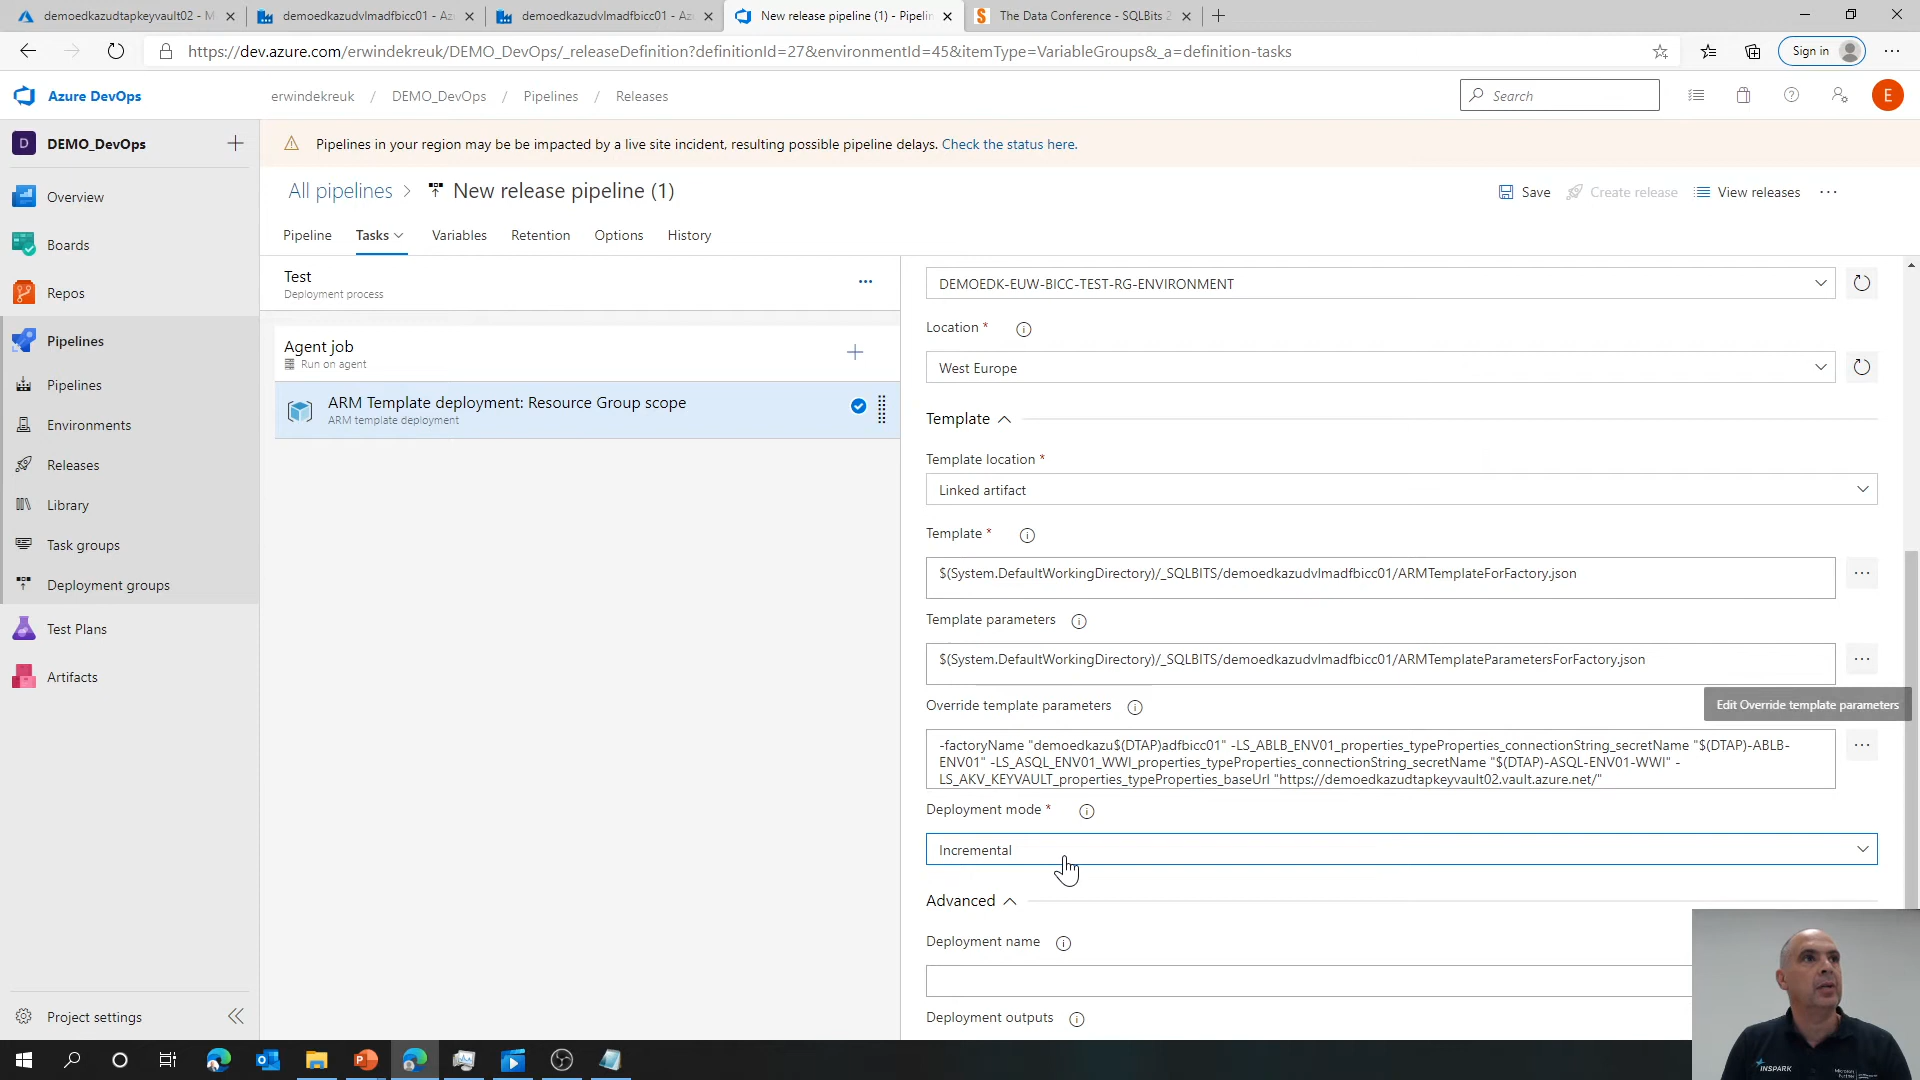 demoedkazudtapkeyvault02 - M
demoedkazudvlmadfbicc01 - Az
demoedkazudvlmadfbicc01 - Az
New release pipeline (1) - Pipelin
The Data Conference - SQLBits 2
https://dev.azure.com/erwindekreuk/DEMO_DevOps/_releaseDefinition?definitionId=27&environmentId=45&itemType=VariableGroups&_a=definition-tasks
Sign in
Azure DevOps
erwindekreuk / DEMO_DevOps / Pipelines / Releases
Search
E
D DEMO_DevOps
Overview
Boards
Repos
Pipelines
Pipelines
Environments
Releases
Library
Task groups
Deployment groups
Test Plans
Artifacts
Project settings
Pipelines in your region may be be impacted by a live site incident, resulting possible pipeline delays. Check the status here.
All pipelines > New release pipeline (1)
Save
Create release
View releases
Pipeline
Tasks
Variables
Retention
Options
History
Test
Deployment process
Agent job
Run on agent
ARM Template deployment: Resource Group scope
ARM template deployment
DEMOEDK-EUW-BICC-TEST-RG-ENVIRONMENT
Location *
West Europe
Template
Template location *
Linked artifact
Template *
$(System.DefaultWorkingDirectory)/_SQLBITS/demoedkazudvlmadfbicc01/ARMTemplateForFactory.json
Template parameters
$(System.DefaultWorkingDirectory)/_SQLBITS/demoedkazudvlmadfbicc01/ARMTemplateParametersForFactory.json
Override template parameters
Edit Override template parameters
-factoryName "demoedkazu$(DTAP)adfbicc01" -LS_ABLB_ENV01_properties_typeProperties_connectionString_secretName "$(DTAP)-ABLB-
ENV01" -LS_ASQL_ENV01_WWI_properties_typeProperties_connectionString_secretName "$(DTAP)-ASQL-ENV01-WWI" -
LS_AKV_KEYVAULT_properties_typeProperties_baseUrl "https://demoedkazudtapkeyvault02.vault.azure.net/"
Deployment mode *
Incremental
Advanced
Deployment name
Deployment outputs
INSPARK